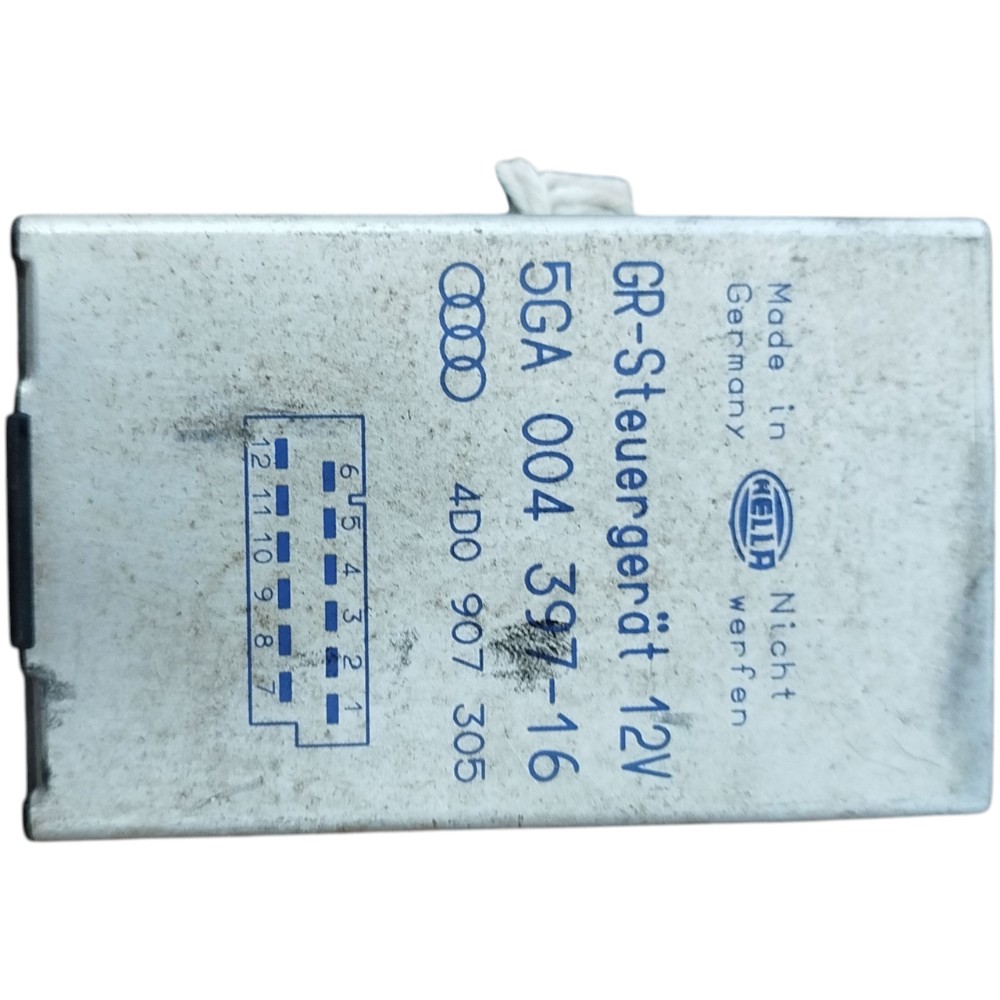 Made in HELLA Nicht
Germany werfen
GR-Steuergerät 12V
5GA 004 397-16
4D0 907 305
6 5 4 3 2 1
12 11 10 9 8 7